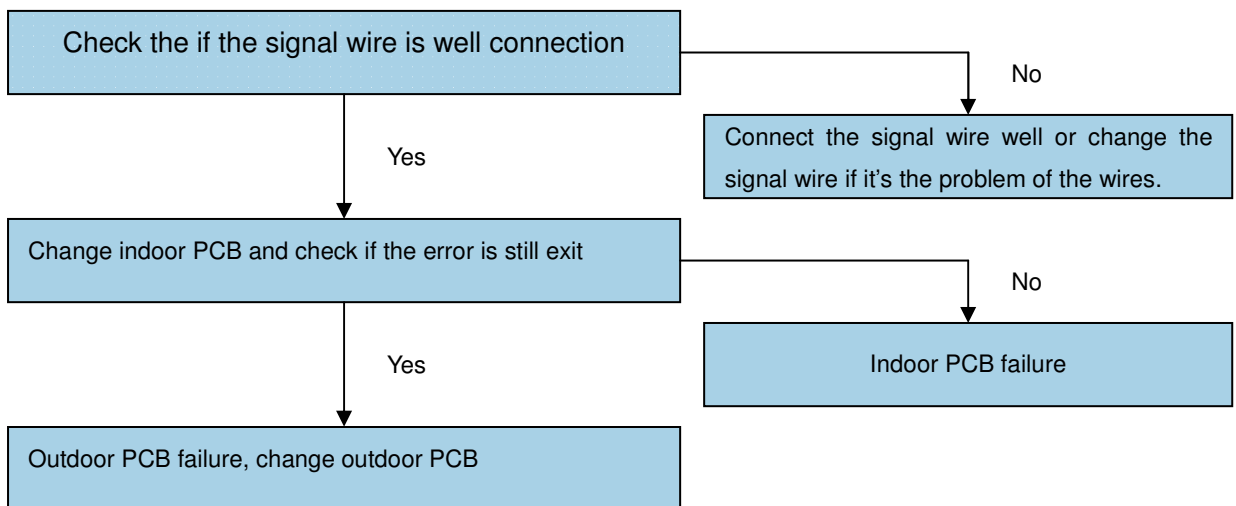 Check the if the signal wire is well connection
No
Connect the signal wire well or change the
signal wire if it's the problem of the wires.
Yes
Change indoor PCB and check if the error is still exit
No
Indoor PCB failure
Yes
Outdoor PCB failure, change outdoor PCB